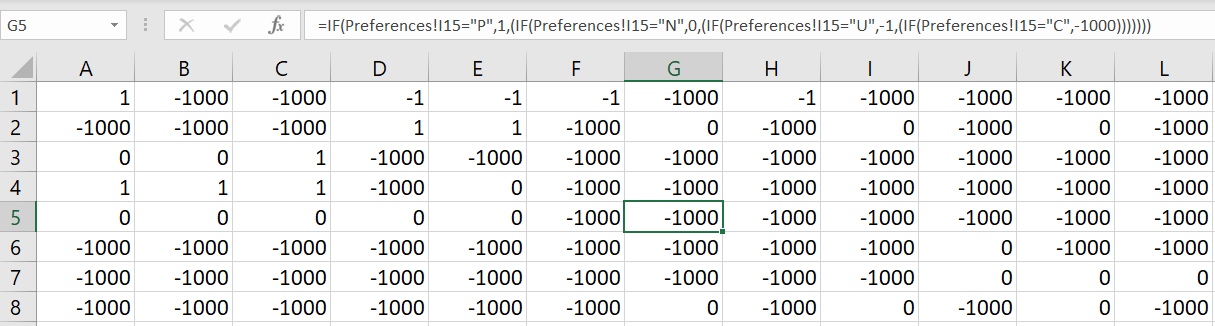 G5 fx =IF(Preferences!I15="P",1,(IF(Preferences!I15="N",0,(IF(Preferences!I15="U",-1,(IF(Preferences!I15="C",-1000)))))))
A B C D E F G H I J K L
1 1 -1000 -1000 -1 -1 -1 -1000 -1 -1000 -1000 -1000 -1000
2 -1000 -1000 -1000 1 1 -1000 0 -1000 0 -1000 0 -1000
3 0 0 1 -1000 -1000 -1000 -1000 -1000 -1000 -1000 -1000 -1000
4 1 1 1 -1000 0 -1000 -1000 -1000 -1000 -1000 -1000 -1000
5 0 0 0 0 0 -1000 -1000 -1000 -1000 -1000 -1000 -1000
6 -1000 -1000 -1000 -1000 -1000 -1000 -1000 -1000 -1000 0 -1000 -1000
7 -1000 -1000 -1000 -1000 -1000 -1000 -1000 -1000 -1000 0 0 0
8 -1000 -1000 -1000 -1000 -1000 -1000 0 -1000 0 -1000 0 -1000